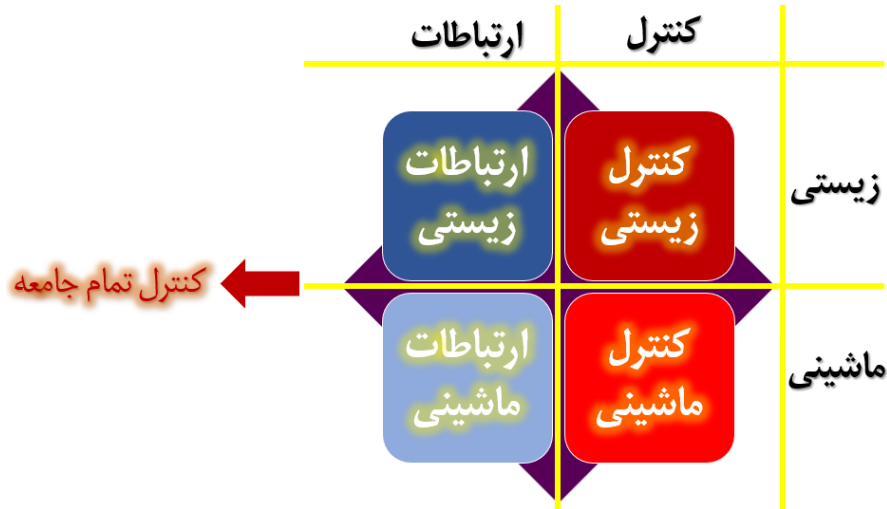 کنترل
ارتباطات
زیستی
کنترل
زیستی
ارتباطات
زیستی
کنترل تمام جامعه
ماشینی
کنترل
ماشینی
ارتباطات
ماشینی